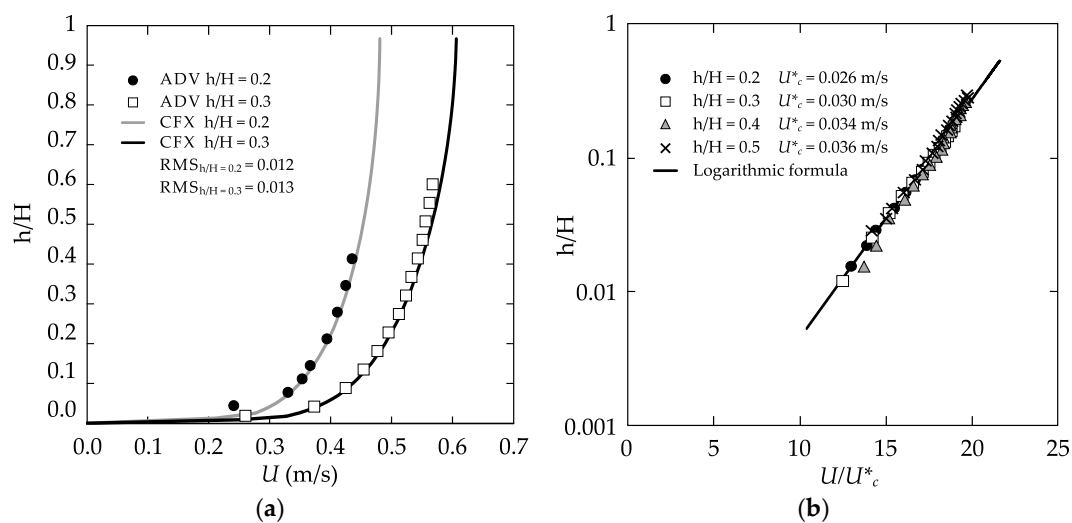 1
0.9
0.8
0.7
0.6
0.5
0.4
0.3
0.2
0.1
0.0
h/H
ADV h/H = 0.2
ADV h/H = 0.3
CFX h/H = 0.2
CFX h/H = 0.3
RMSh/H = 0.2 = 0.012
RMSh/H = 0.3 = 0.013
0.0 0.1 0.2 0.3 0.4 0.5 0.6 0.7
U (m/s)
(a)
1
0.1
0.01
0.001
h/H
h/H = 0.2 U*c = 0.026 m/s
h/H = 0.3 U*c = 0.030 m/s
h/H = 0.4 U*c = 0.034 m/s
h/H = 0.5 U*c = 0.036 m/s
Logarithmic formula
0 5 10 15 20 25
U/U*c
(b)